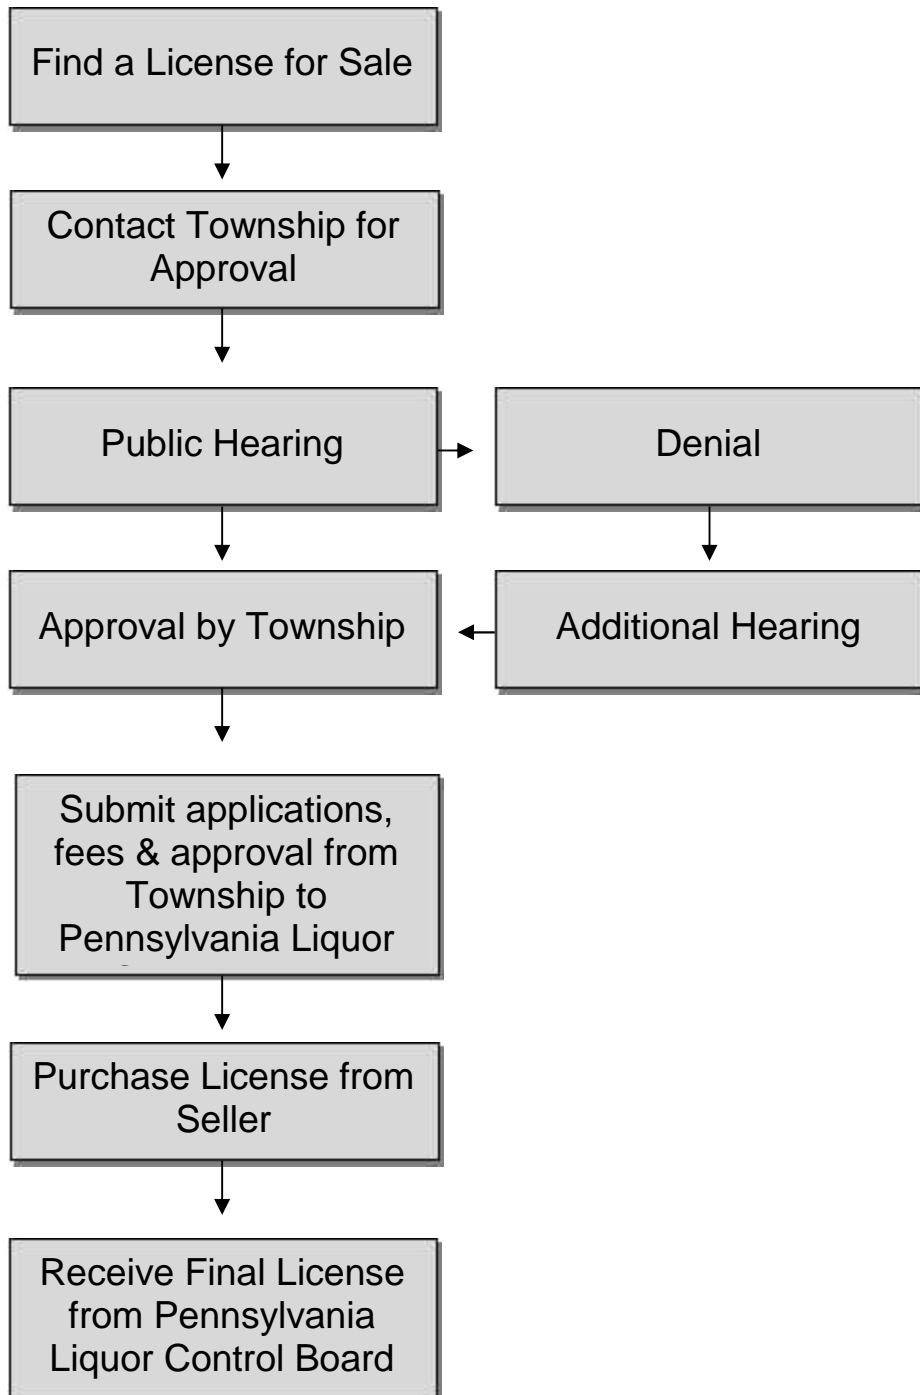 Find a License for Sale
Contact Township for
Approval
Public Hearing
Denial
Approval by Township
Additional Hearing
Submit applications,
fees & approval from
Township to
Pennsylvania Liquor
Purchase License from
Seller
Receive Final License
from Pennsylvania
Liquor Control Board